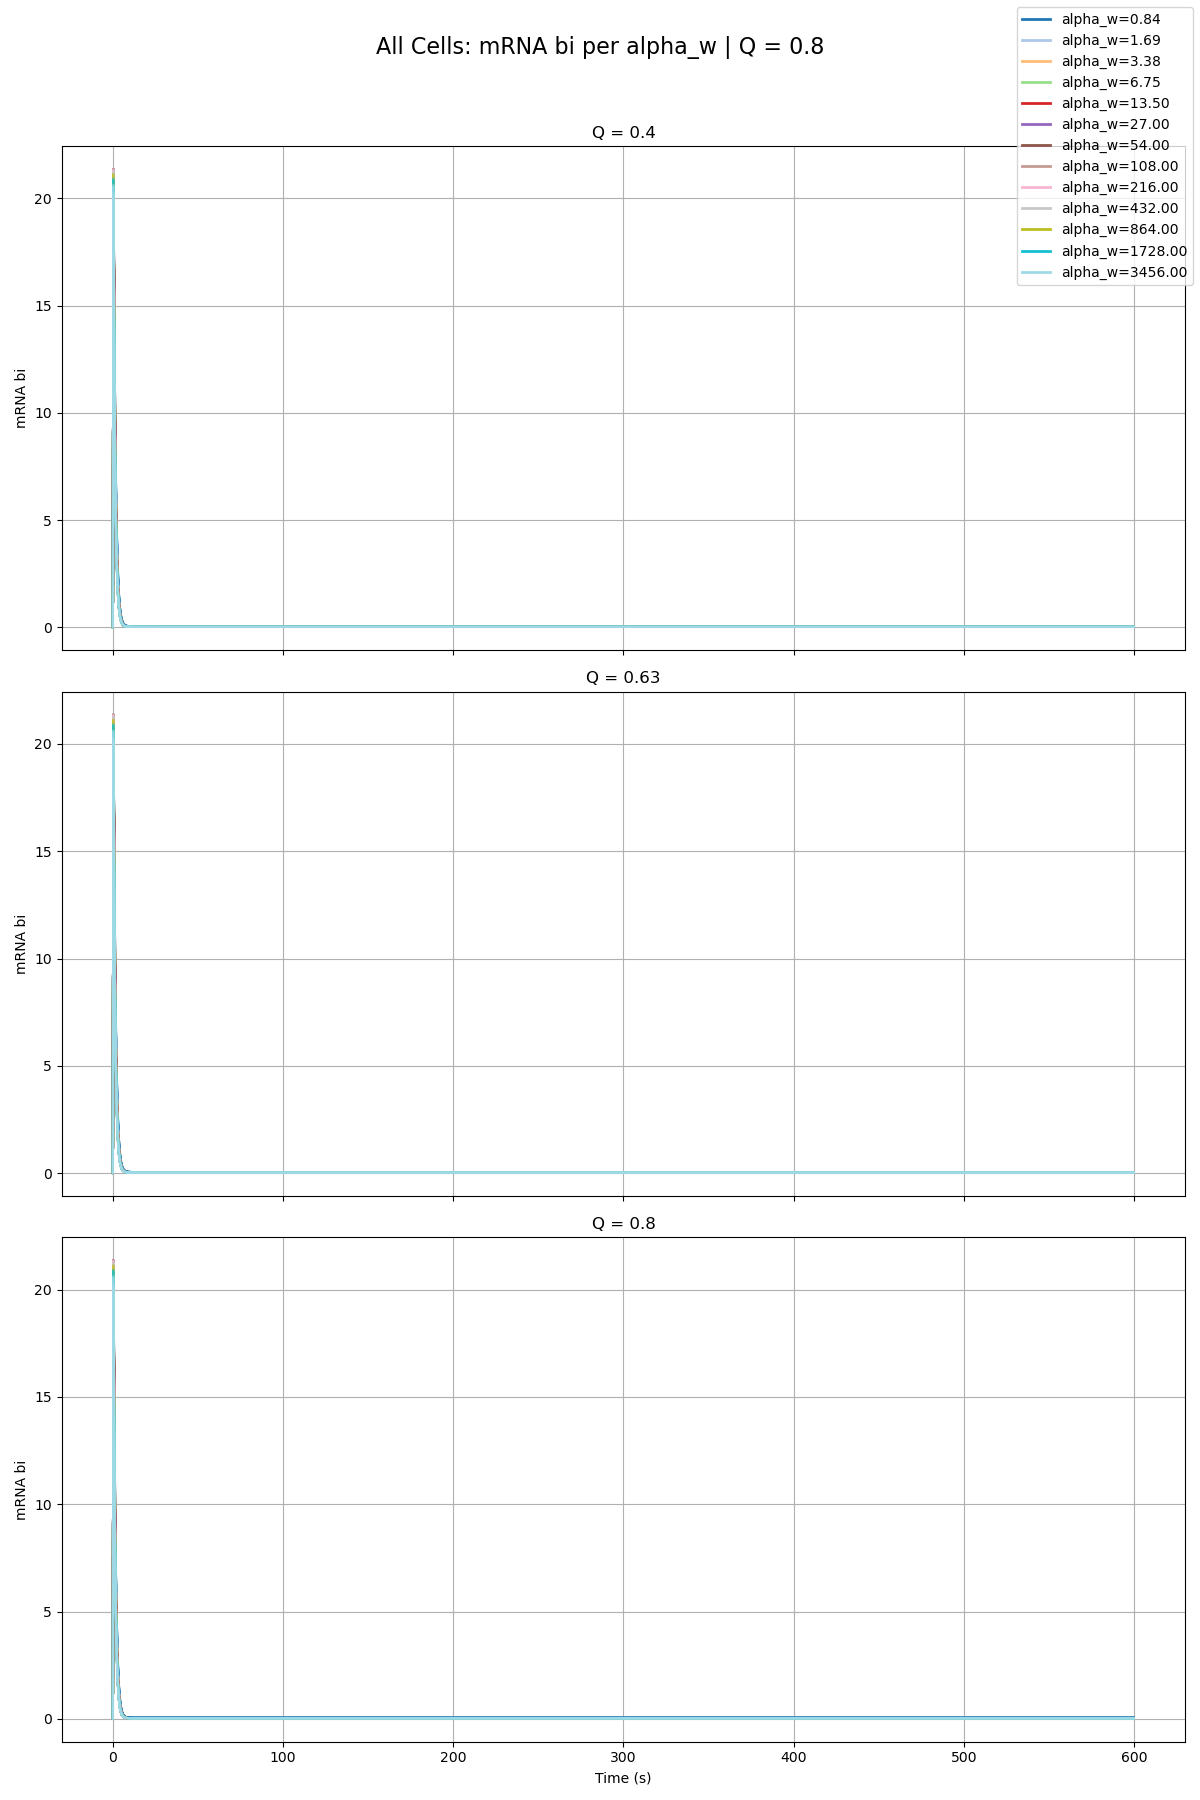 All Cells: mRNA bi per alpha_w | Q = 0.8
alpha_w=0.84
alpha_w=1.69
alpha_w=3.38
alpha_w=6.75
alpha_w=13.50
alpha_w=27.00
alpha_w=54.00
alpha_w=108.00
alpha_w=216.00
alpha_w=432.00
alpha_w=864.00
alpha_w=1728.00
alpha_w=3456.00
Q = 0.4
20
15
10
5
0
mRNA bi
Q = 0.63
20
15
10
5
0
mRNA bi
Q = 0.8
20
15
10
5
0
mRNA bi
0 100 200 300 400 500 600
Time (s)